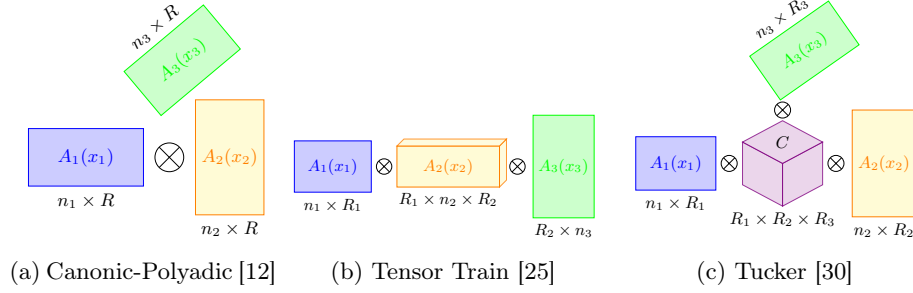 n₃ × R
A₃(x₃)
A₁(x₁)
n₁ × R
A₂(x₂)
n₂ × R
(a) Canonic-Polyadic [12]
A₁(x₁)
n₁ × R₁
A₂(x₂)
R₁ × n₂ × R₂
A₃(x₃)
R₂ × n₃
(b) Tensor Train [25]
n₃ × R₃
A₃(x₃)
A₁(x₁)
n₁ × R₁
C
R₁ × R₂ × R₃
A₂(x₂)
n₂ × R₂
(c) Tucker [30]